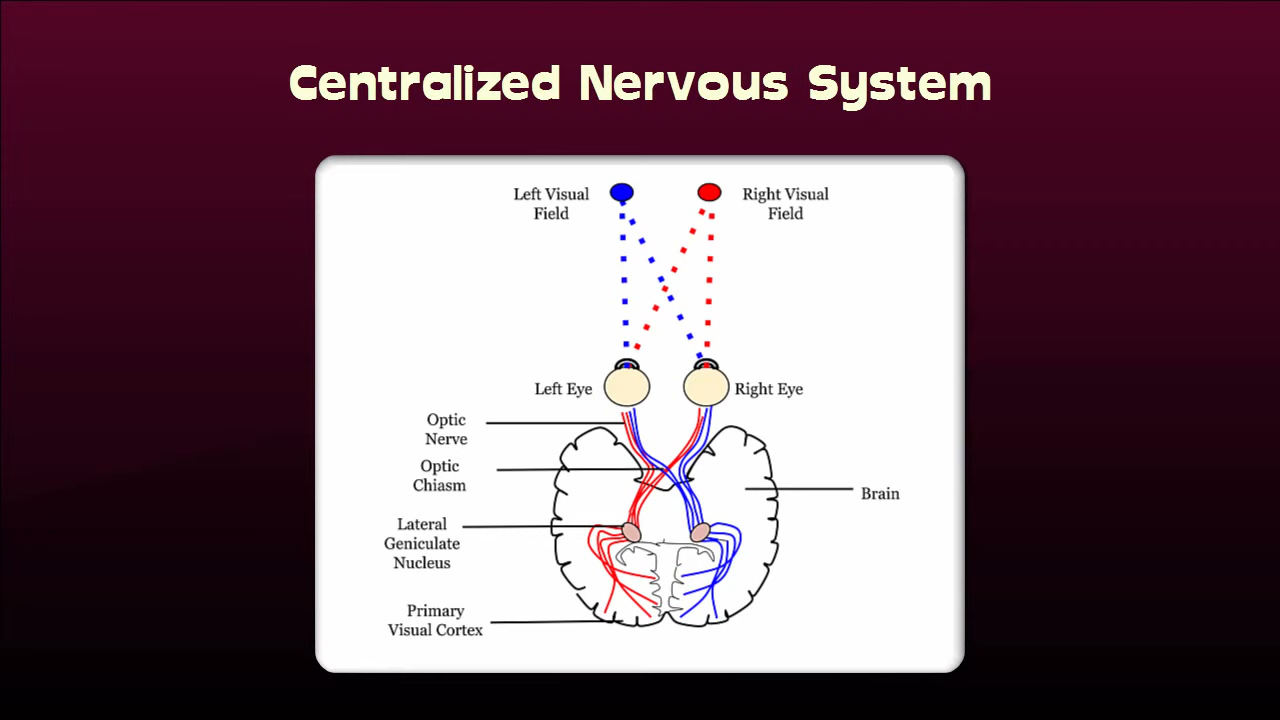 Centralized Nervous System
Left Visual
Field
Right Visual
Field
Left Eye
Right Eye
Optic
Nerve
Optic
Chiasm
Brain
Lateral
Geniculate
Nucleus
Primary
Visual Cortex